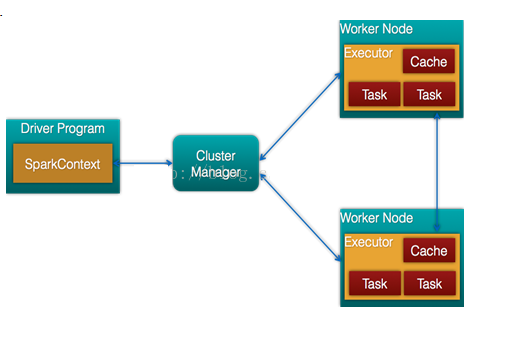 Driver Program
SparkContext
Cluster
Manager
Worker Node
Executor
Cache
Task Task
Worker Node
Executor
Cache
Task Task